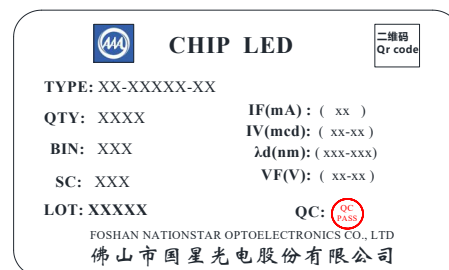 CHIP LED
二维码
Qr code
TYPE: XX-XXXXX-XX
QTY: XXXX
BIN: XXX
SC: XXX
LOT: XXXXX
IF(mA) : ( xx )
IV(mcd): ( xx-xx )
λd(nm): ( xxx-xxx)
VF(V): ( xx-xx )
QC: QC
PASS
FOSHAN NATIONSTAR OPTOELECTRONICS CO., LTD
佛山市国星光电股份有限公司